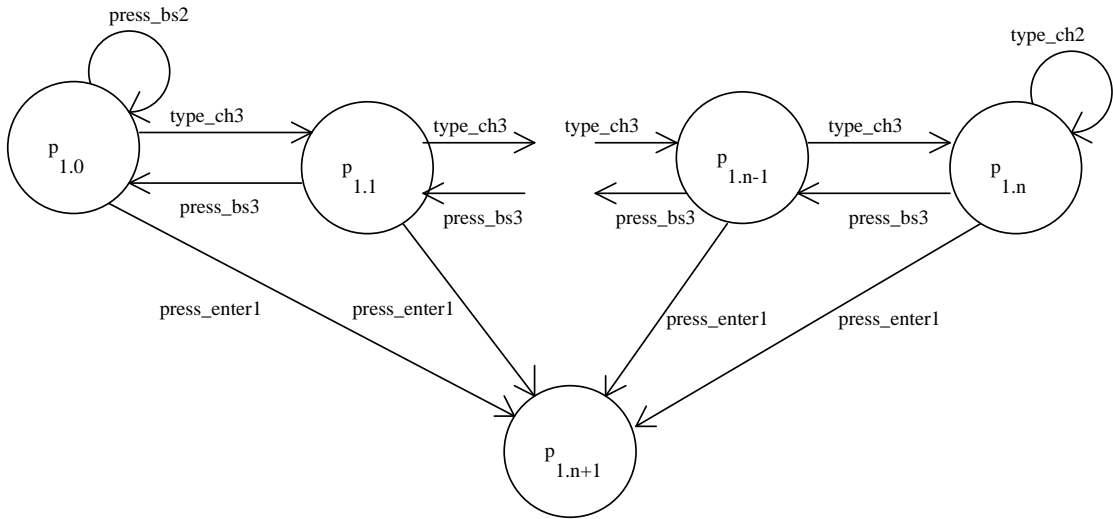 press_bs2
type_ch2
type_ch3
type_ch3
type_ch3
type_ch3
p
1.0
p
1.1
p
1.n-1
p
1.n
press_bs3
press_bs3
press_bs3
press_bs3
press_enter1
press_enter1
press_enter1
press_enter1
p
1.n+1